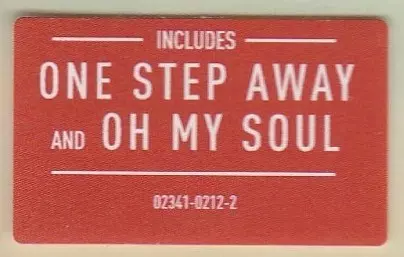 INCLUDES
ONE STEP AWAY
AND OH MY SOUL
02341-0212-2